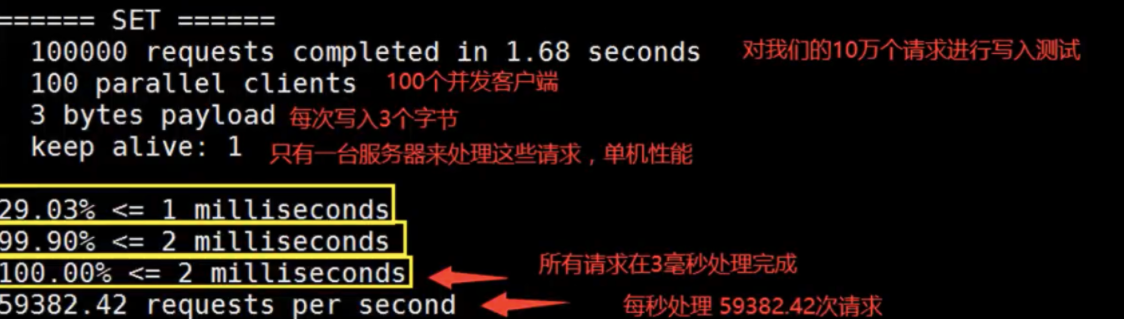 ====== SET ======
100000 requests completed in 1.68 seconds 对我们的10万个请求进行写入测试
100 parallel clients 100个并发客户端
3 bytes payload 每次写入3个字节
keep alive: 1 只有一台服务器来处理这些请求，单机性能
29.03% <= 1 milliseconds
99.90% <= 2 milliseconds
100.00% <= 2 milliseconds 所有请求在3毫秒处理完成
59382.42 requests per second 每秒处理 59382.42次请求